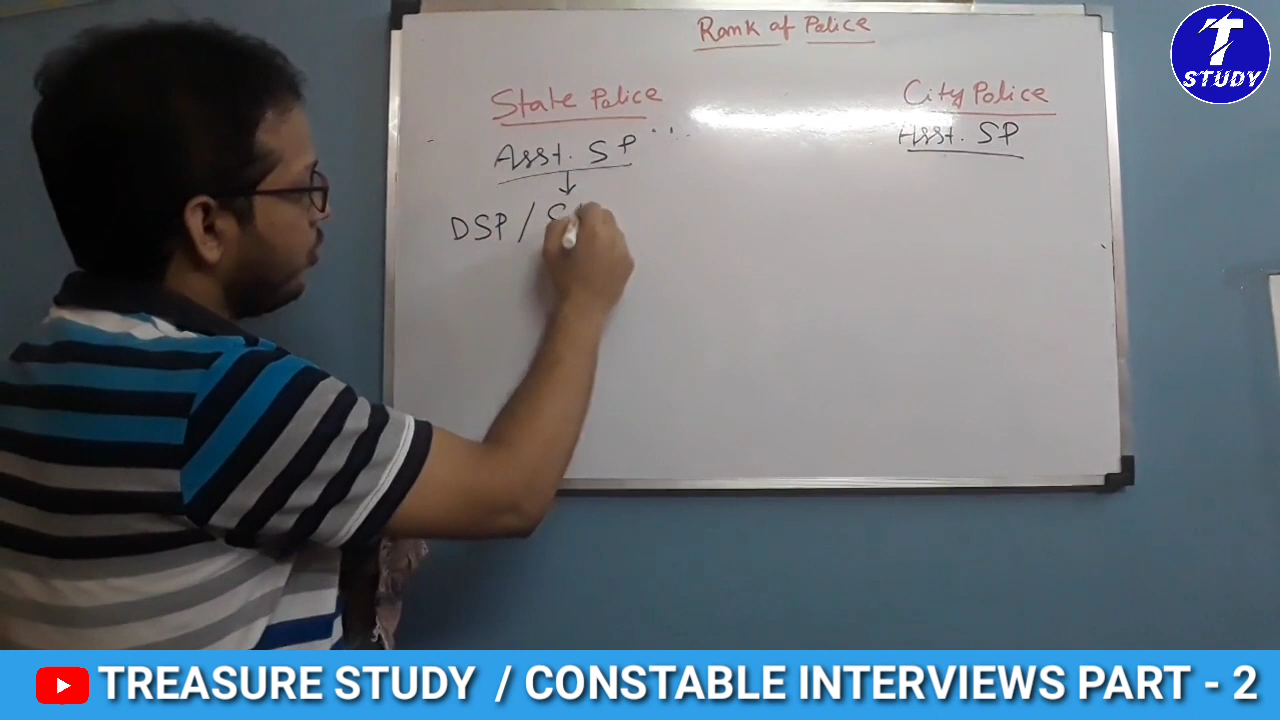 Rank of Police
T
STUDY
State Police
City Police
Asst. SP
Asst. SP
DSP /
TREASURE STUDY / CONSTABLE INTERVIEWS PART - 2